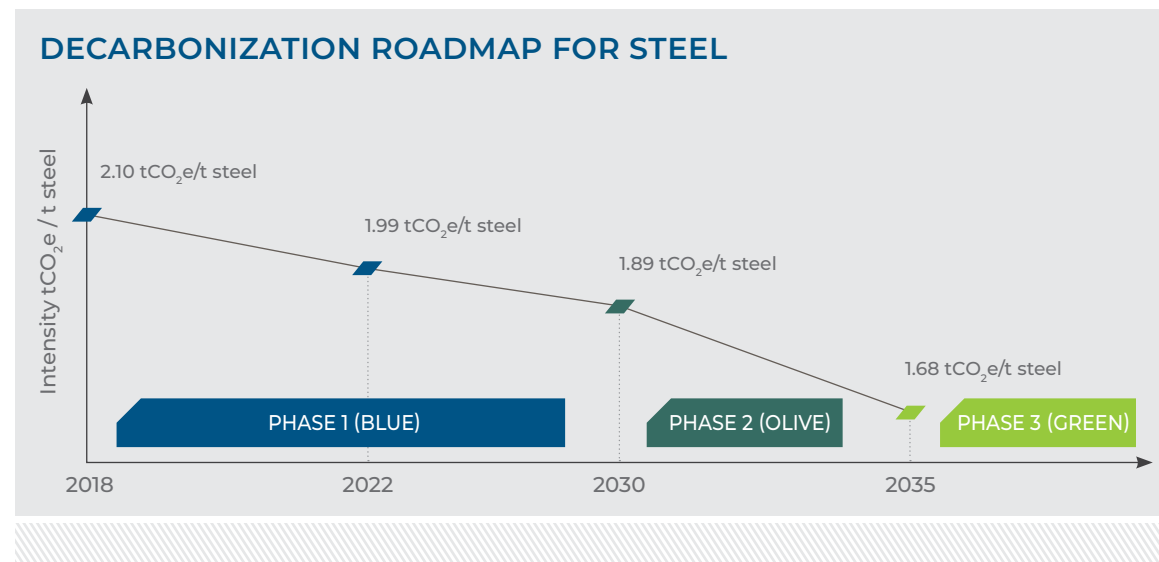 DECARBONIZATION ROADMAP FOR STEEL
Intensity tCO₂e / t steel
2.10 tCO₂e/t steel
1.99 tCO₂e/t steel
1.89 tCO₂e/t steel
1.68 tCO₂e/t steel
PHASE 1 (BLUE)
PHASE 2 (OLIVE)
PHASE 3 (GREEN)
2018
2022
2030
2035